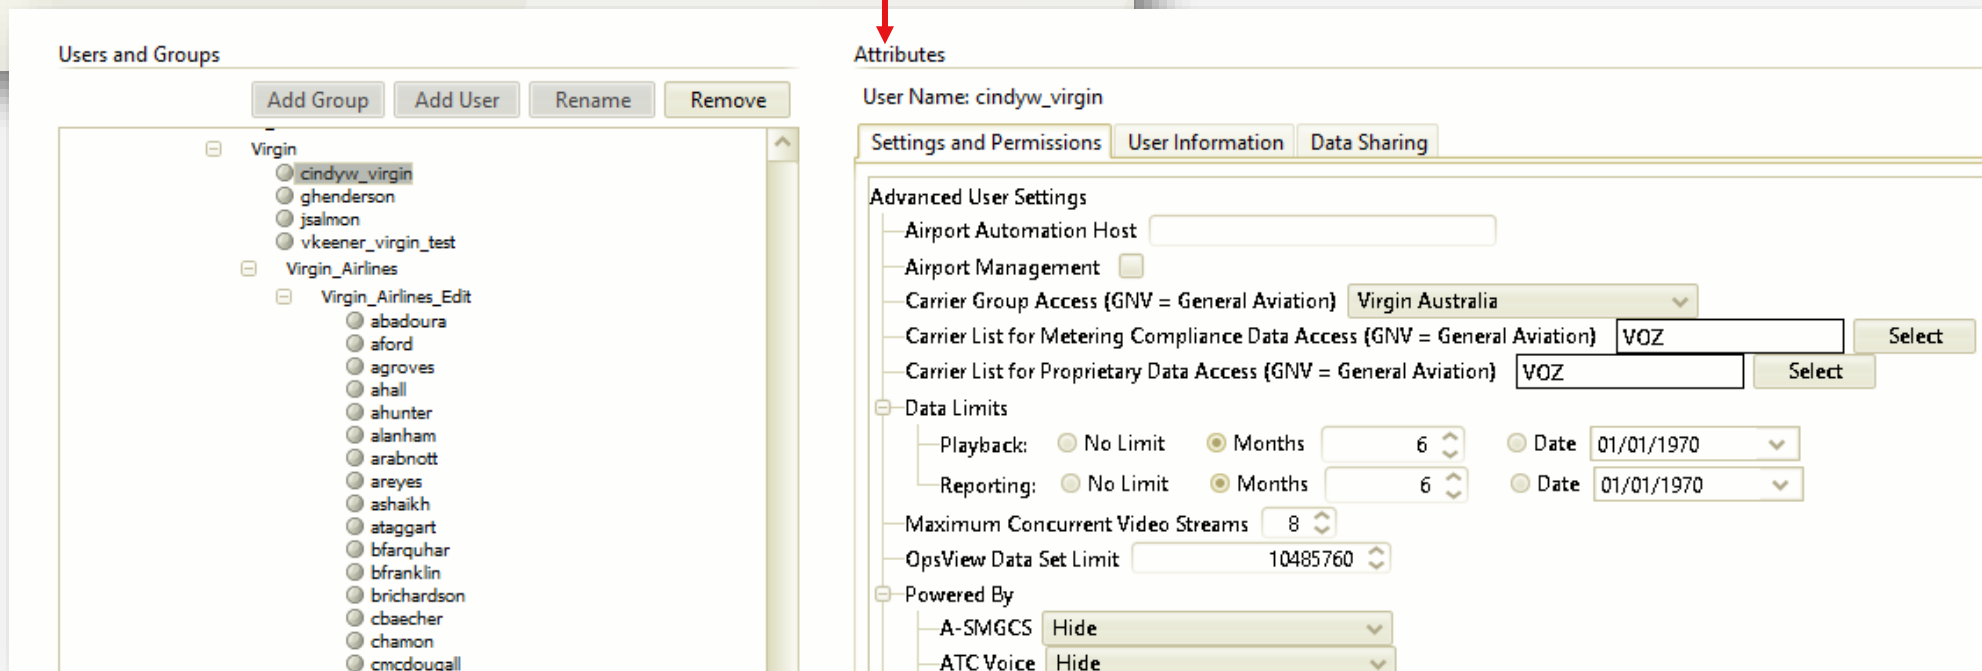 Users and Groups
Add Group Add User Rename Remove
Virgin
cindyw_virgin
ghenderson
jsalmon
vkeener_virgin_test
Virgin_Airlines
Virgin_Airlines_Edit
abadoura
aford
agroves
ahall
ahunter
alanham
arabnott
areyes
ashaikh
ataggart
bfarquhar
bfranklin
brichardson
cbaecher
chamon
cmcdougall
Attributes
User Name: cindyw_virgin
Settings and Permissions User Information Data Sharing
Advanced User Settings
Airport Automation Host
Airport Management
Carrier Group Access (GNV = General Aviation) Virgin Australia
Carrier List for Metering Compliance Data Access (GNV = General Aviation) VOZ Select
Carrier List for Proprietary Data Access (GNV = General Aviation) VOZ Select
Data Limits
Playback: No Limit Months 6 Date 01/01/1970
Reporting: No Limit Months 6 Date 01/01/1970
Maximum Concurrent Video Streams 8
OpsView Data Set Limit 10485760
Powered By
A-SMGCS Hide
ATC Voice Hide